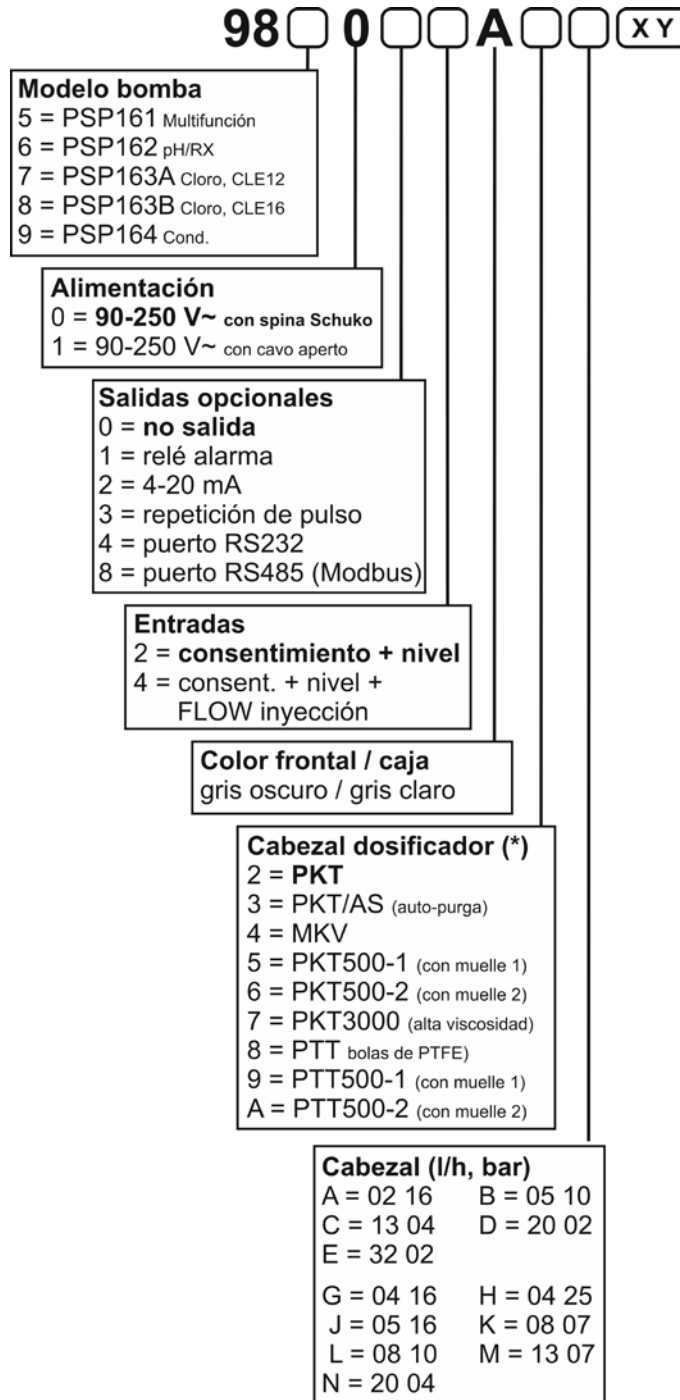 98 0 A XY
Modelo bomba
5 = PSP161 Multifunción
6 = PSP162 pH/RX
7 = PSP163A Cloro, CLE12
8 = PSP163B Cloro, CLE16
9 = PSP164 Cond.
Alimentación
0 = 90-250 V~ con spina Schuko
1 = 90-250 V~ con cavo aperto
Salidas opcionales
0 = no salida
1 = relé alarma
2 = 4-20 mA
3 = repetición de pulso
4 = puerto RS232
8 = puerto RS485 (Modbus)
Entradas
2 = consentimiento + nivel
4 = consent. + nivel +
FLOW inyección
Color frontal / caja
gris oscuro / gris claro
Cabezal dosificador (*)
2 = PKT
3 = PKT/AS (auto-purga)
4 = MKV
5 = PKT500-1 (con muelle 1)
6 = PKT500-2 (con muelle 2)
7 = PKT3000 (alta viscosidad)
8 = PTT bolas de PTFE)
9 = PTT500-1 (con muelle 1)
A = PTT500-2 (con muelle 2)
Cabezal (l/h, bar)
A = 02 16 B = 05 10
C = 13 04 D = 20 02
E = 32 02
G = 04 16 H = 04 25
J = 05 16 K = 08 07
L = 08 10 M = 13 07
N = 20 04